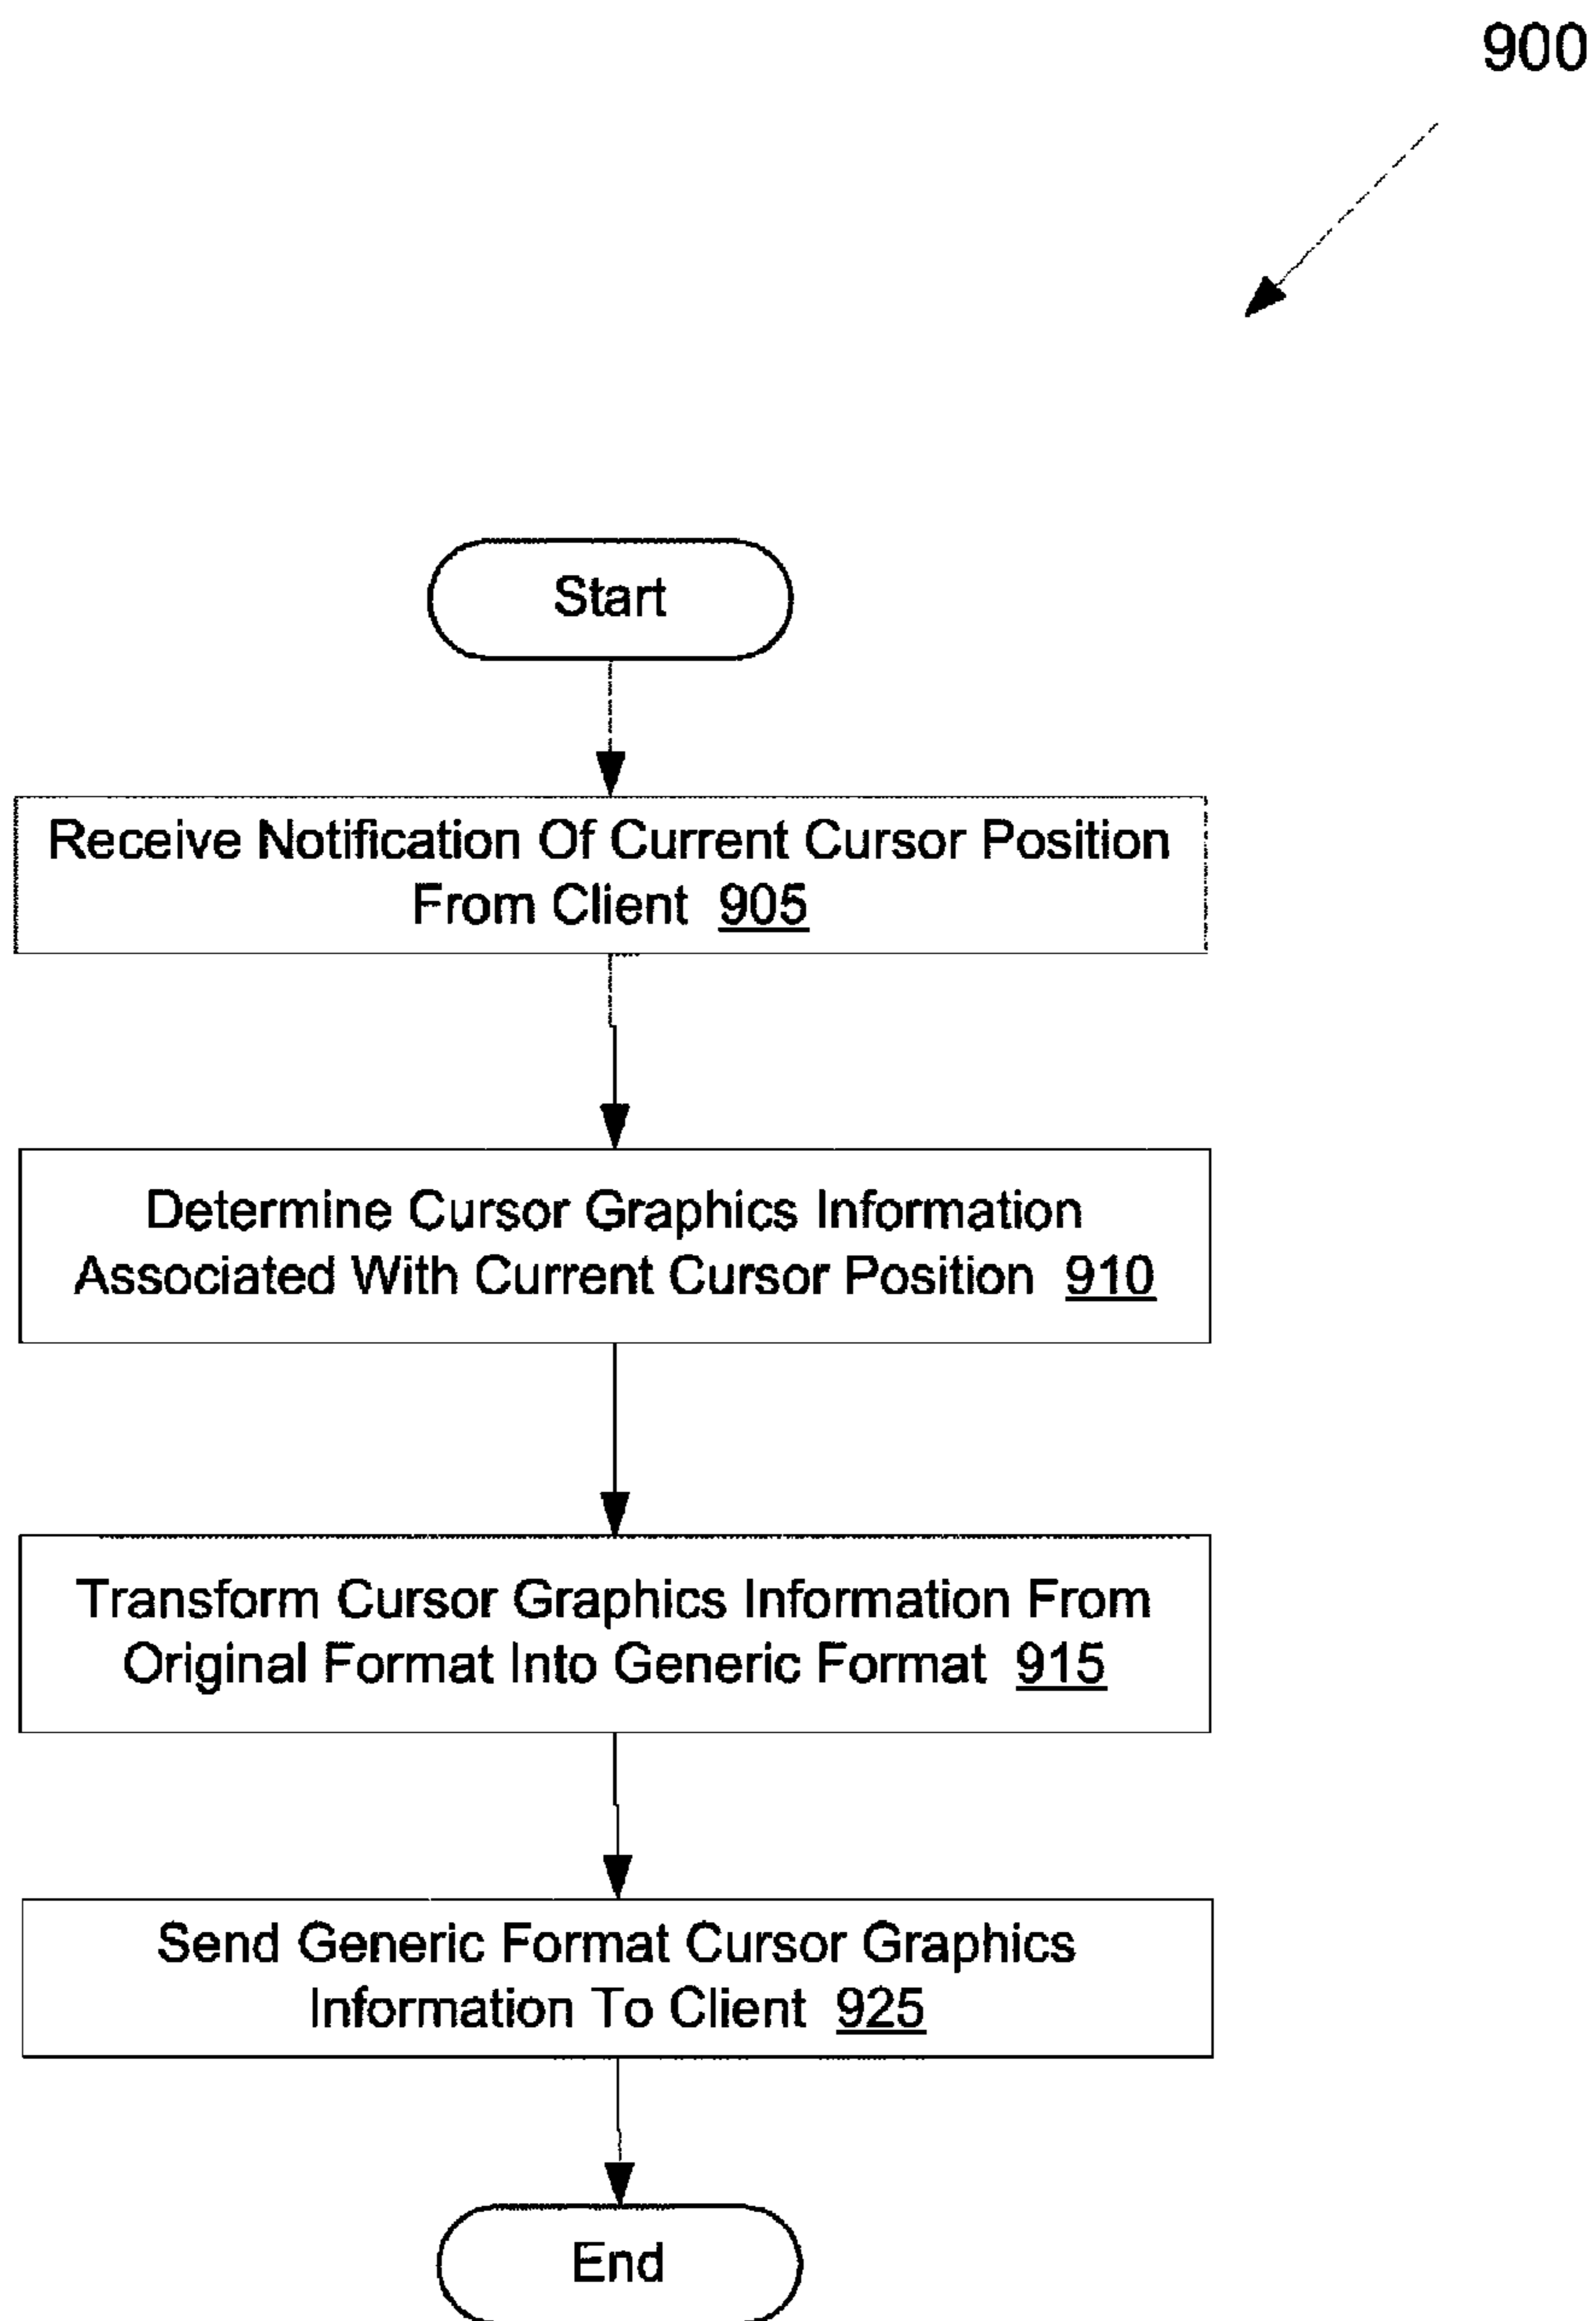 900
Start
Receive Notification Of Current Cursor Position
From Client 905
Determine Cursor Graphics Information
Associated With Current Cursor Position 910
Transform Cursor Graphics Information From
Original Format Into Generic Format 915
Send Generic Format Cursor Graphics
Information To Client 925
End